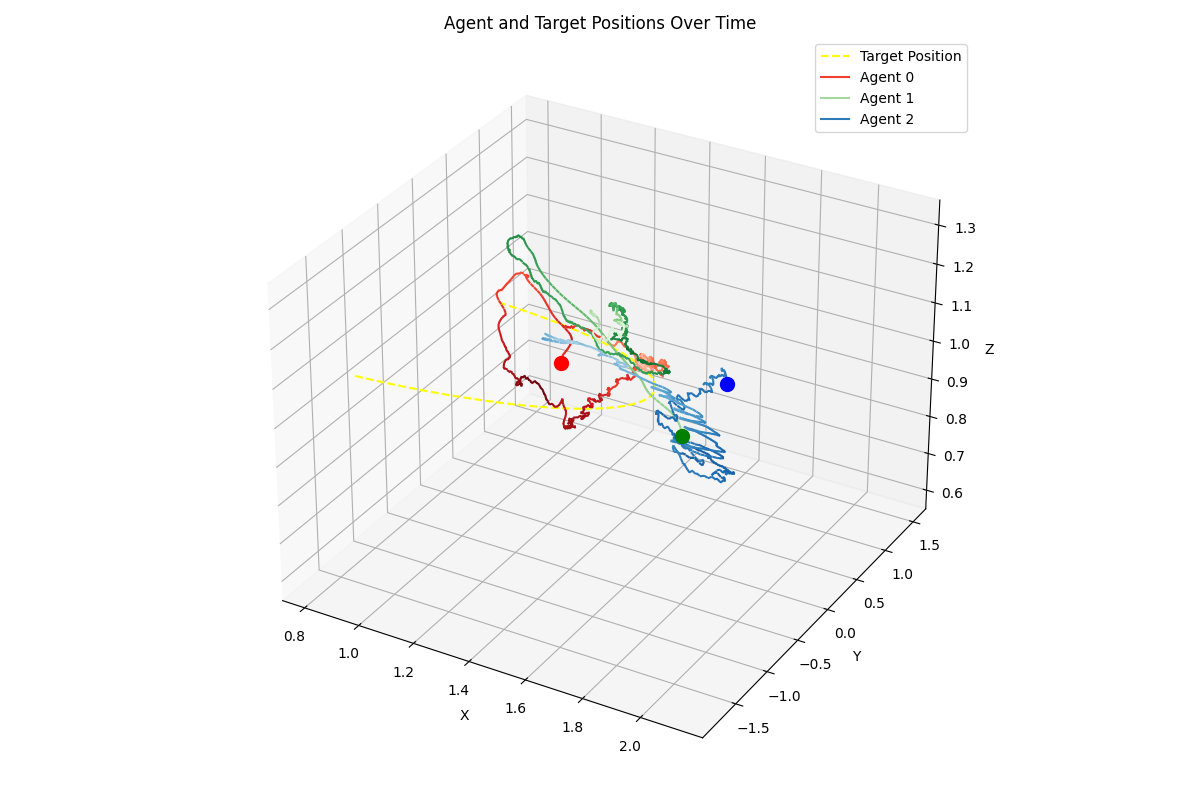 Agent and Target Positions Over Time
Target Position
Agent 0
Agent 1
Agent 2
1.3
1.2
1.1
1.0
0.9
0.8
0.7
0.6
Z
1.5
1.0
0.5
0.0
−0.5
−1.0
−1.5
Y
0.8
1.0
1.2
1.4
1.6
1.8
2.0
X